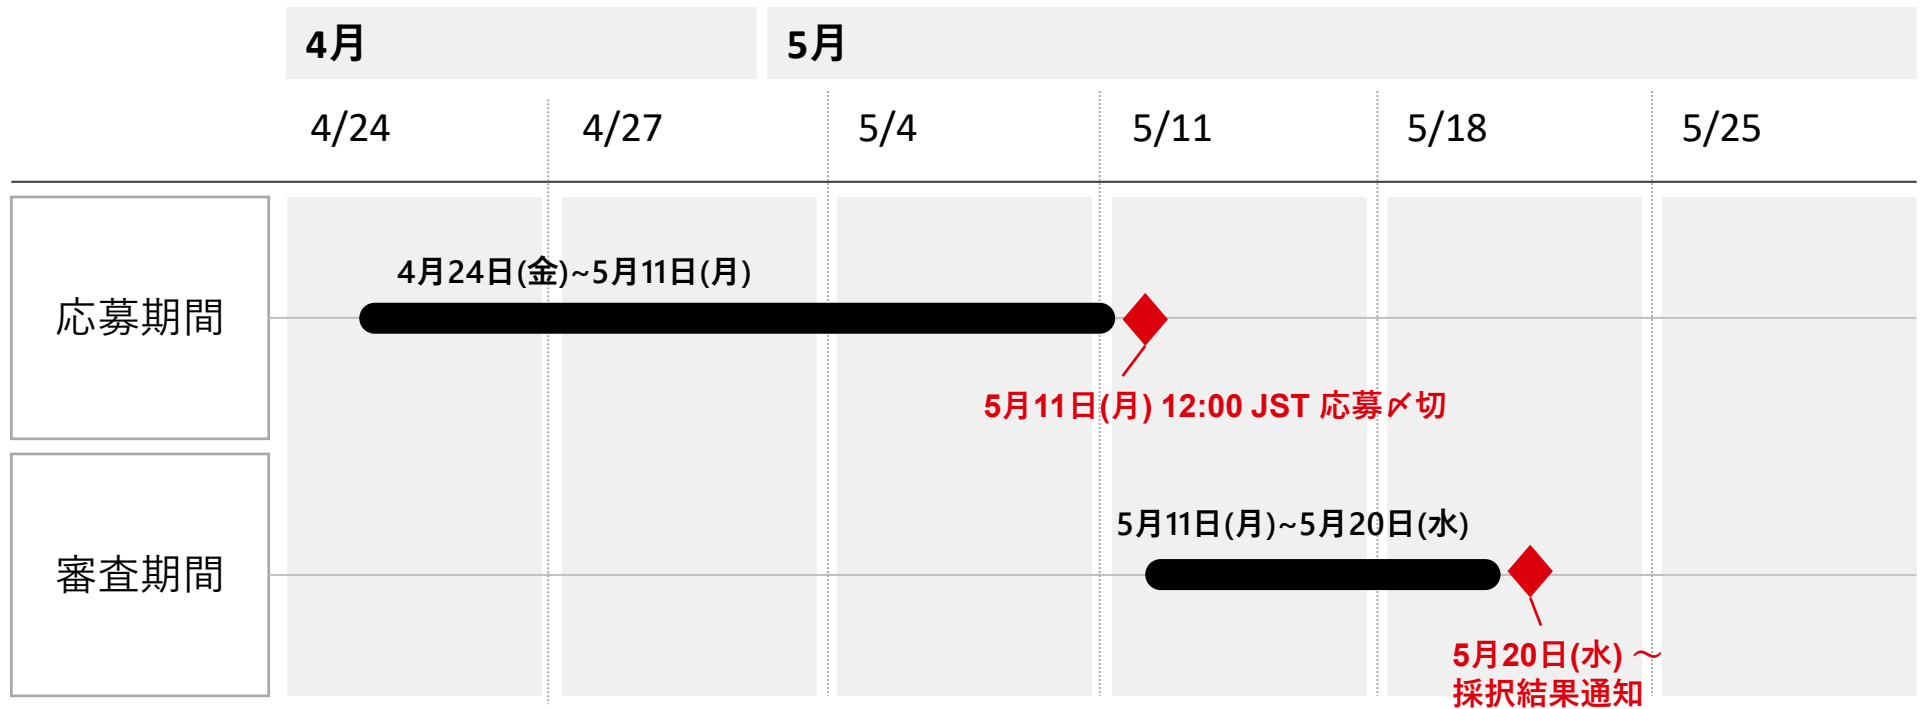 4月
5月
4/24
4/27
5/4
5/11
5/18
5/25
応募期間
4月24日(金)~5月11日(月)
5月11日(月) 12:00 JST 応募〆切
審査期間
5月11日(月)~5月20日(水)
5月20日(水) ～
採択結果通知